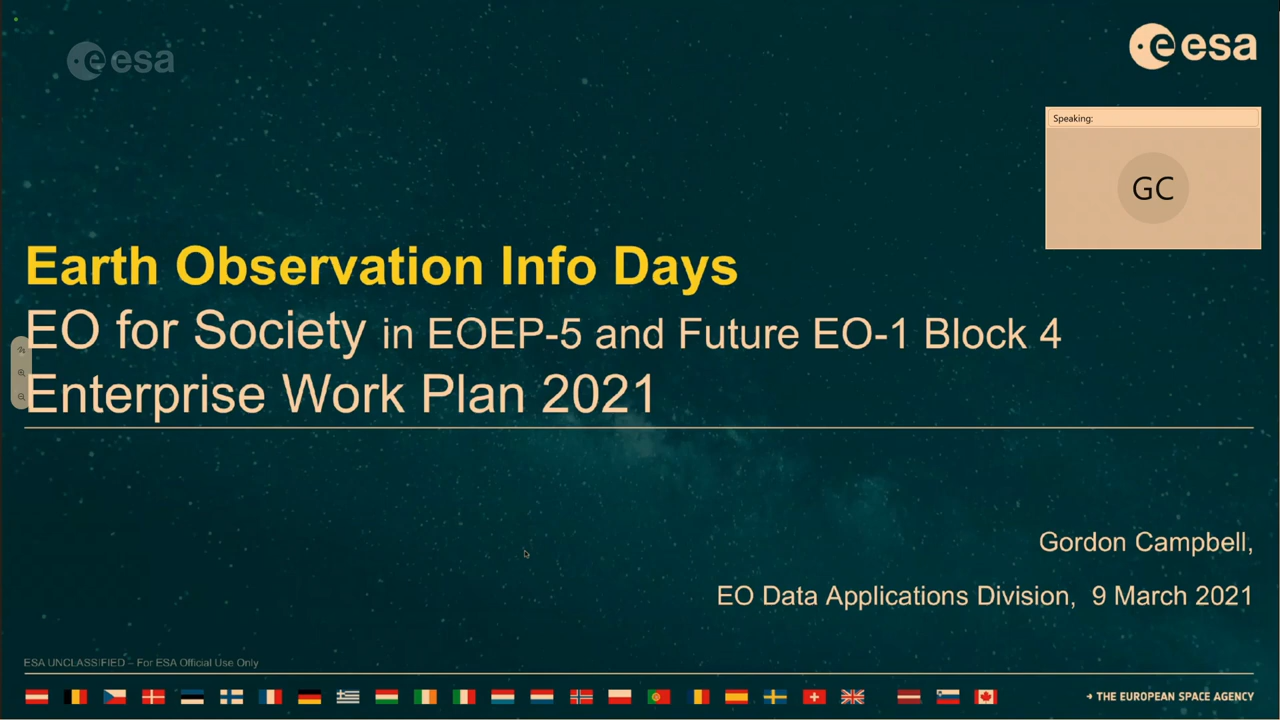 esa
esa
Speaking:
GC
Earth Observation Info Days
EO for Society in EOEP-5 and Future EO-1 Block 4
Enterprise Work Plan 2021
Gordon Campbell,
EO Data Applications Division, 9 March 2021
ESA UNCLASSIFIED – For ESA Official Use Only
→ THE EUROPEAN SPACE AGENCY